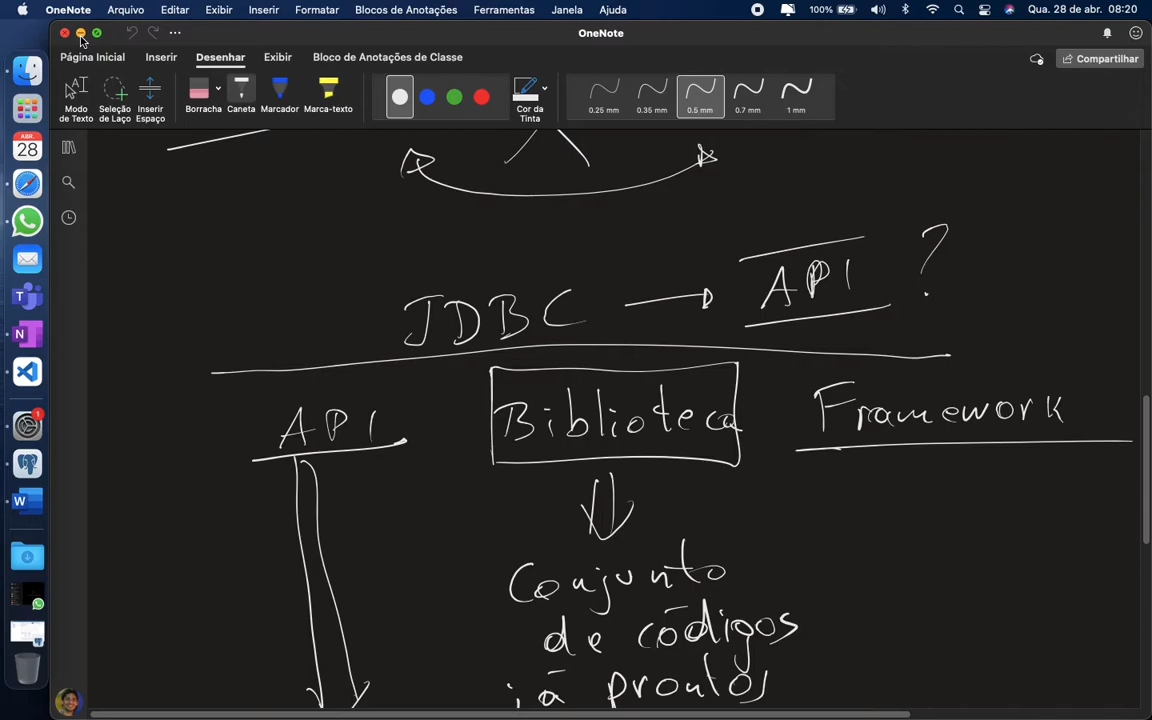 OneNote Arquivo Editar Exibir Inserir Formatar Blocos de Anotações Ferramentas Janela Ajuda 100% Qua. 28 de abr. 08:20
OneNote
Página Inicial Inserir Desenhar Exibir Bloco de Anotações de Classe Compartilhar
Modo de Texto
Seleção de Laço
Inserir Espaço
Borracha
Caneta
Marcador
Marca-texto
Cor da Tinta
0.25 mm 0.35 mm 0.5 mm 0.7 mm 1 mm
ABR. 28
1
JDBC → API ?
API Biblioteca Framework
Conjunto
de códigos
já prontos